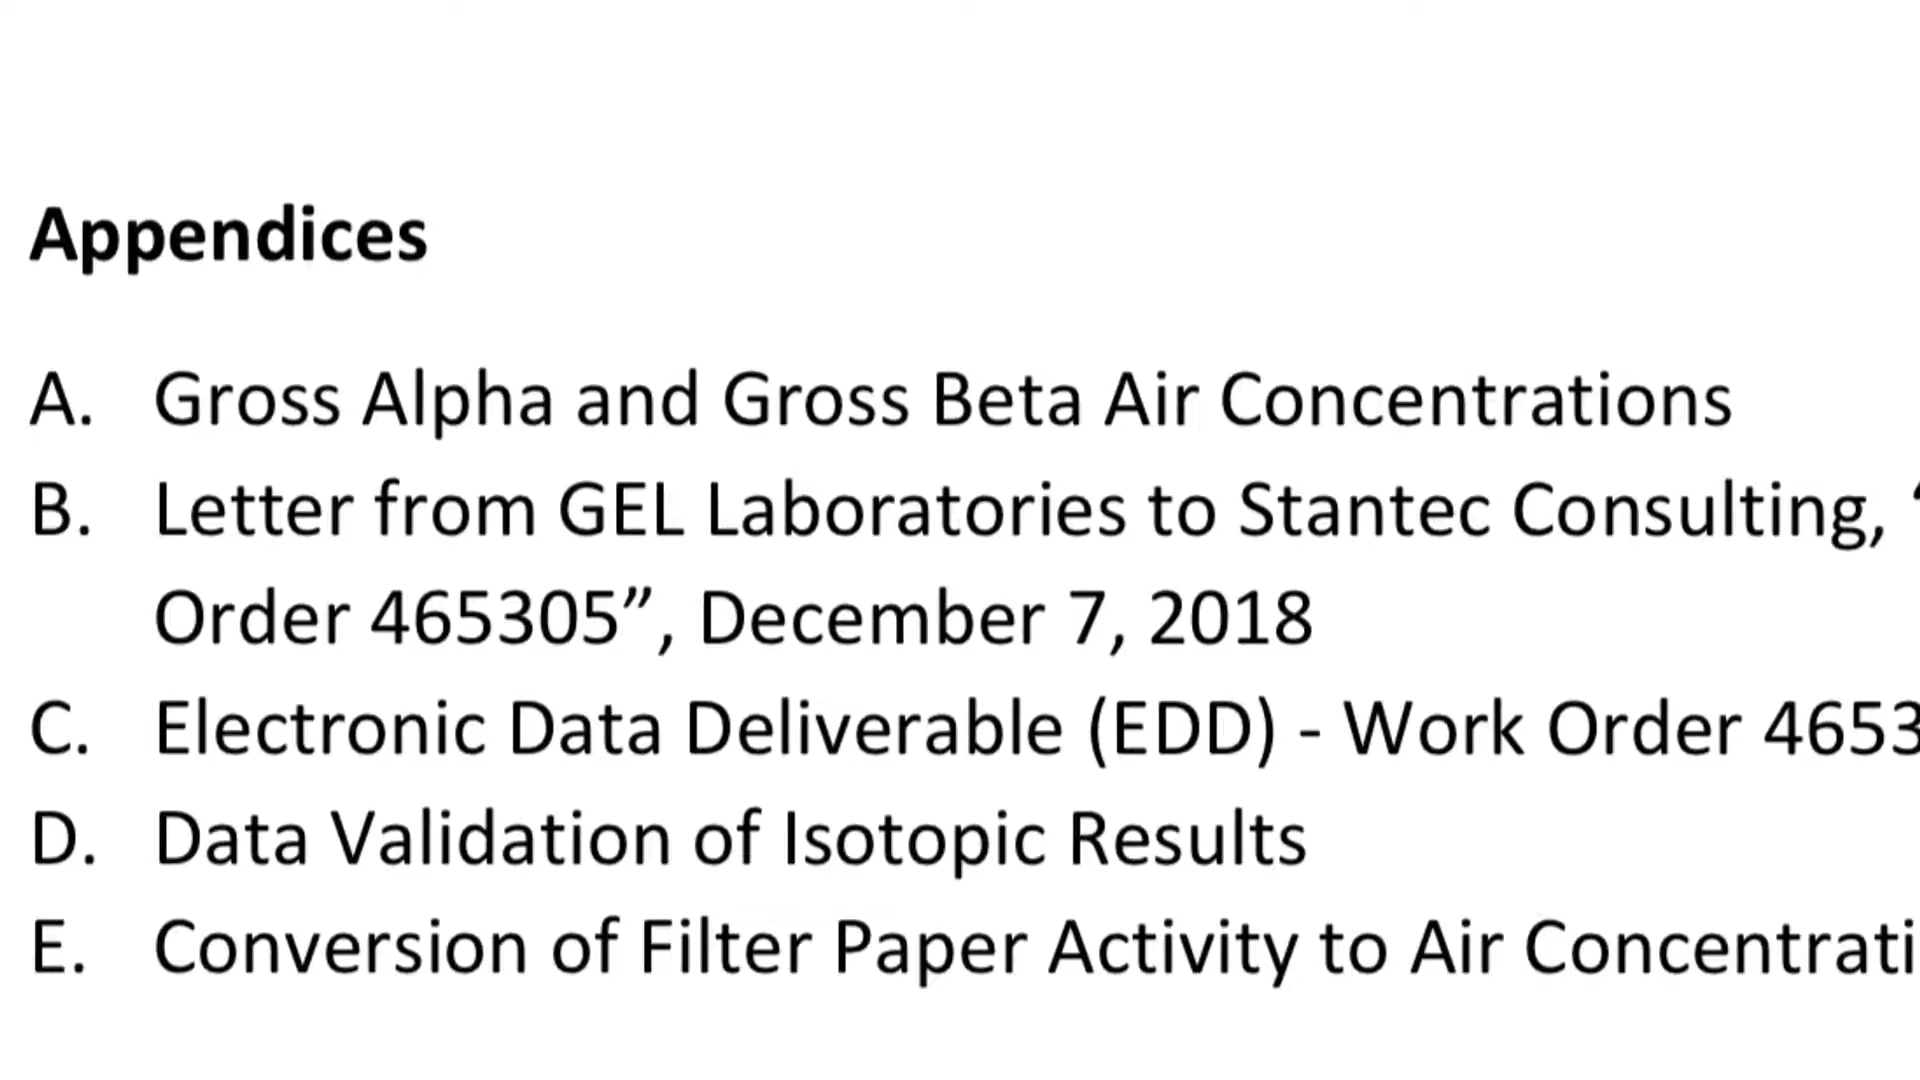 Appendices
A. Gross Alpha and Gross Beta Air Concentrations
B. Letter from GEL Laboratories to Stantec Consulting, “
Order 465305”, December 7, 2018
C. Electronic Data Deliverable (EDD) - Work Order 4653
D. Data Validation of Isotopic Results
E. Conversion of Filter Paper Activity to Air Concentrati